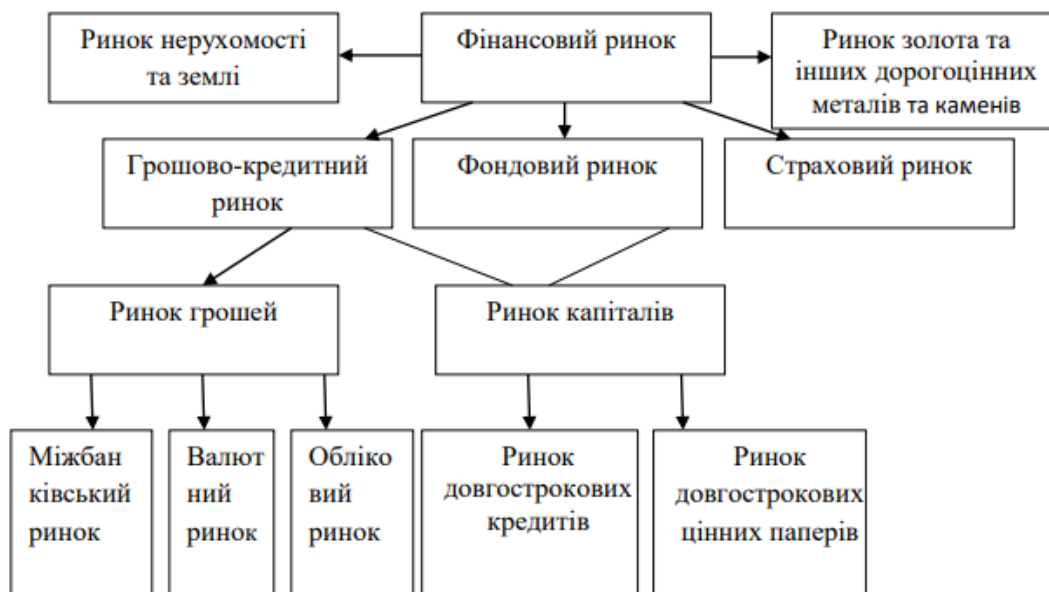 Ринок нерухомості
та землі
Фінансовий ринок
Ринок золота та
інших дорогоцінних
металів та каменів
Грошово-кредитний
ринок
Фондовий ринок
Страховий ринок
Ринок грошей
Ринок капіталів
Міжбан
ківський
ринок
Валют
ний
ринок
Обліко
вий
ринок
Ринок
довгострокових
кредитів
Ринок
довгострокових
цінних паперів